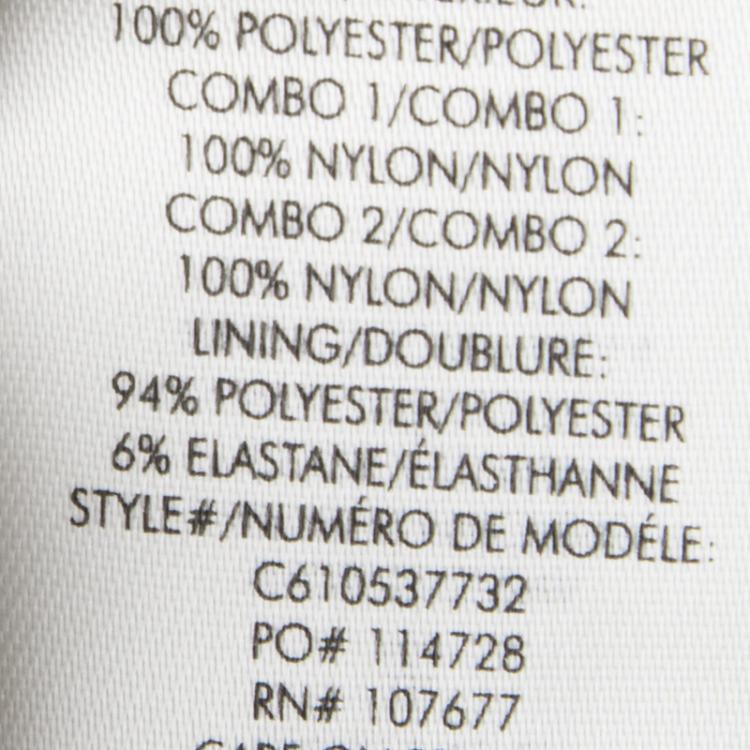 100% POLYESTER/POLYESTER
COMBO 1/COMBO 1:
100% NYLON/NYLON
COMBO 2/COMBO 2:
100% NYLON/NYLON
LINING/DOUBLURE:
94% POLYESTER/POLYESTER
6% ELASTANE/ÉLASTHANNE
STYLE#/NUMÉRO DE MODÉLE:
C610537732
PO# 114728
RN# 107677